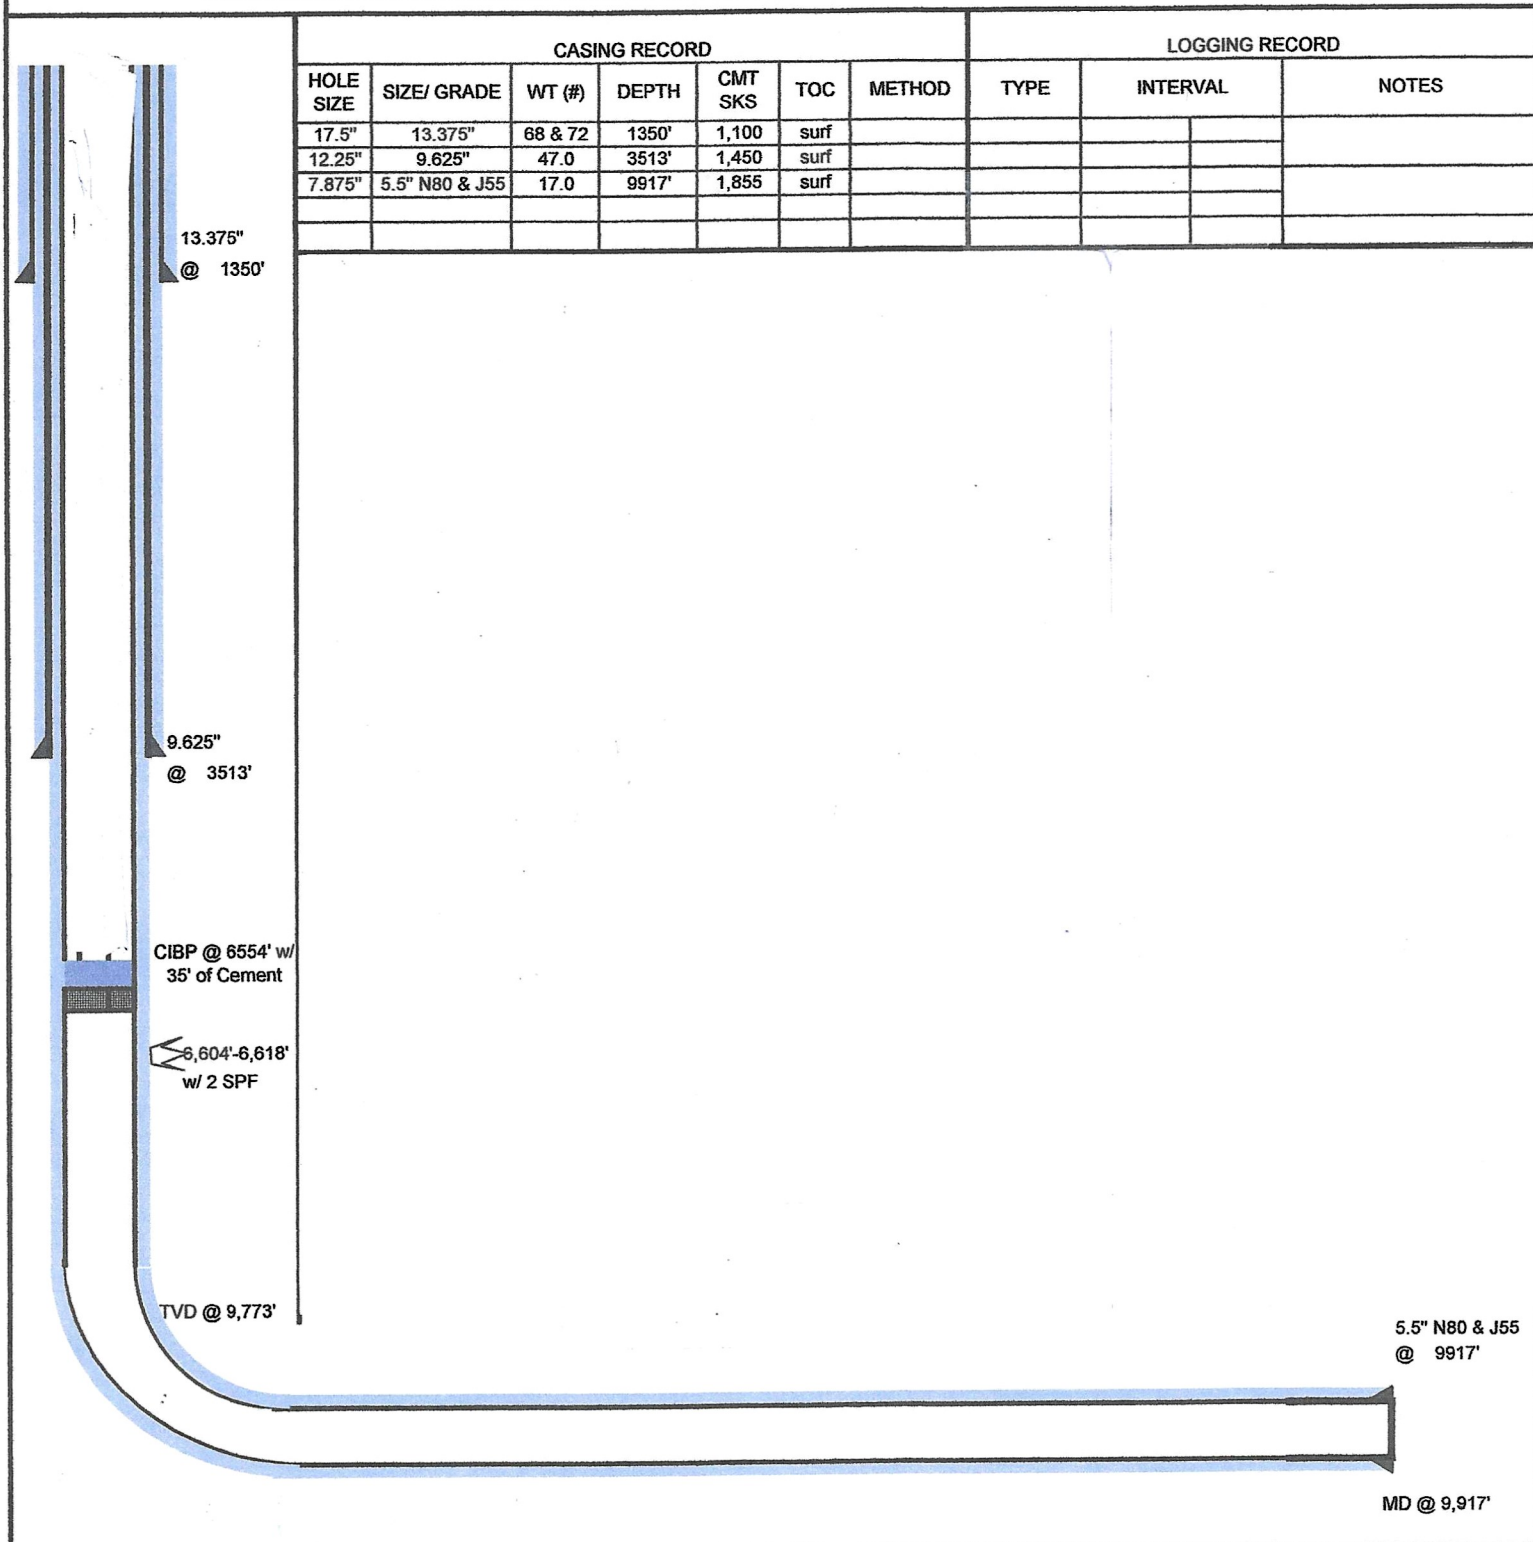 CASING RECORD LOGGING RECORD
HOLE SIZE SIZE/ GRADE WT (#) DEPTH CMT SKS TOC METHOD TYPE INTERVAL NOTES
17.5" 13.375" 68 & 72 1350' 1,100 surf
12.25" 9.625" 47.0 3513' 1,450 surf
7.875" 5.5" N80 & J55 17.0 9917' 1,855 surf
13.375"
@ 1350'
9.625"
@ 3513'
CIBP @ 6554' w/
35' of Cement
6,604'-6,618'
w/ 2 SPF
TVD @ 9,773'
5.5" N80 & J55
@ 9917'
MD @ 9,917'